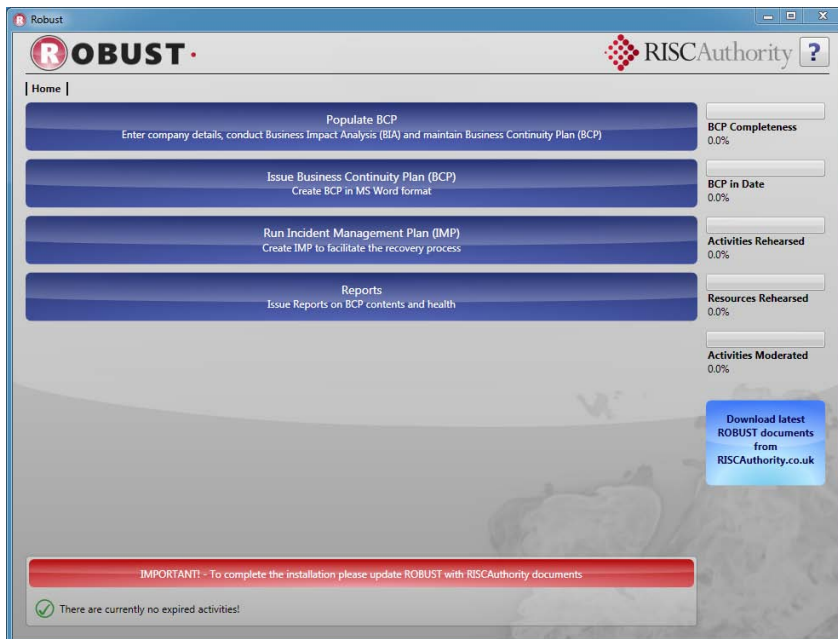 Robust
ROBUST
RISCAuthority
?
Home
Populate BCP
Enter company details, conduct Business Impact Analysis (BIA) and maintain Business Continuity Plan (BCP)
Issue Business Continuity Plan (BCP)
Create BCP in MS Word format
Run Incident Management Plan (IMP)
Create IMP to facilitate the recovery process
Reports
Issue Reports on BCP contents and health
BCP Completeness
0.0%
BCP in Date
0.0%
Activities Rehearsed
0.0%
Resources Rehearsed
0.0%
Activities Moderated
0.0%
Download latest
ROBUST documents
from
RISCAuthority.co.uk
IMPORTANT! - To complete the installation please update ROBUST with RISCAuthority documents
There are currently no expired activities!